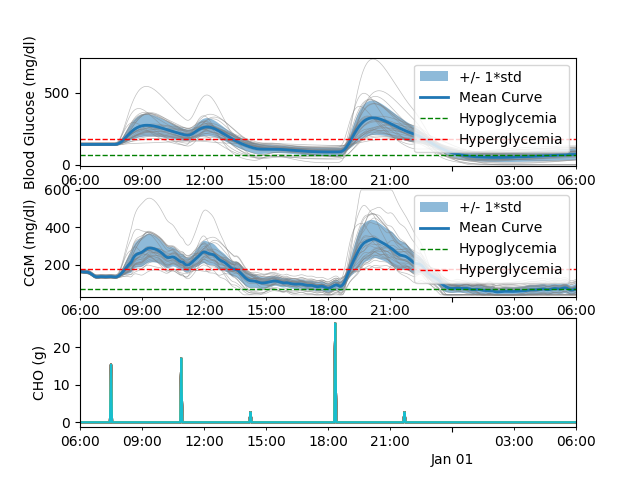 Blood Glucose (mg/dl)
500
0
+/- 1*std
Mean Curve
Hypoglycemia
Hyperglycemia
06:00 09:00 12:00 15:00 18:00 21:00 03:00 06:00
CGM (mg/dl)
600
400
200
+/- 1*std
Mean Curve
Hypoglycemia
Hyperglycemia
06:00 09:00 12:00 15:00 18:00 21:00 03:00 06:00
CHO (g)
20
10
0
06:00 09:00 12:00 15:00 18:00 21:00 03:00 06:00
Jan 01